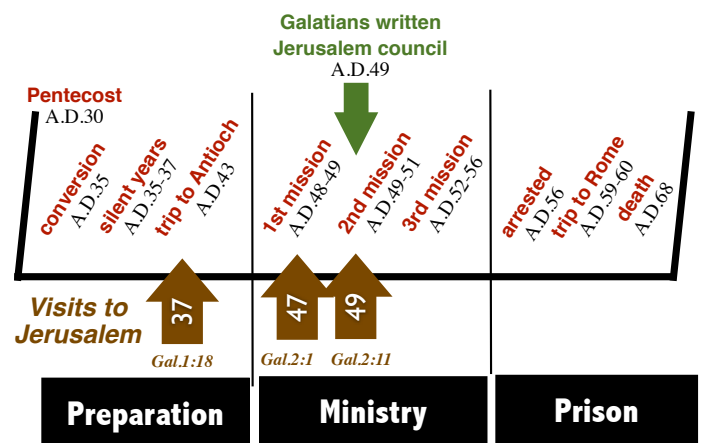 Galatians written
Jerusalem council
A.D.49
Pentecost
A.D.30
conversion
A.D.35
silent years
A.D.35-37
trip to Antioch
A.D.43
1st mission
A.D.48-49
2nd mission
A.D.49-51
3rd mission
A.D.52-56
arrested
A.D.56
trip to Rome
A.D.59-60
death
A.D.68
Visits to
Jerusalem
37
47
49
Gal.1:18
Gal.2:1
Gal.2:11
Preparation
Ministry
Prison